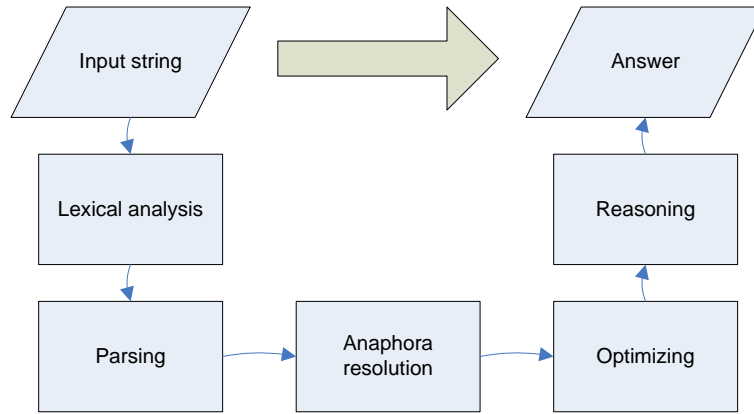 Input string
Answer
Lexical analysis
Reasoning
Parsing
Anaphora
resolution
Optimizing